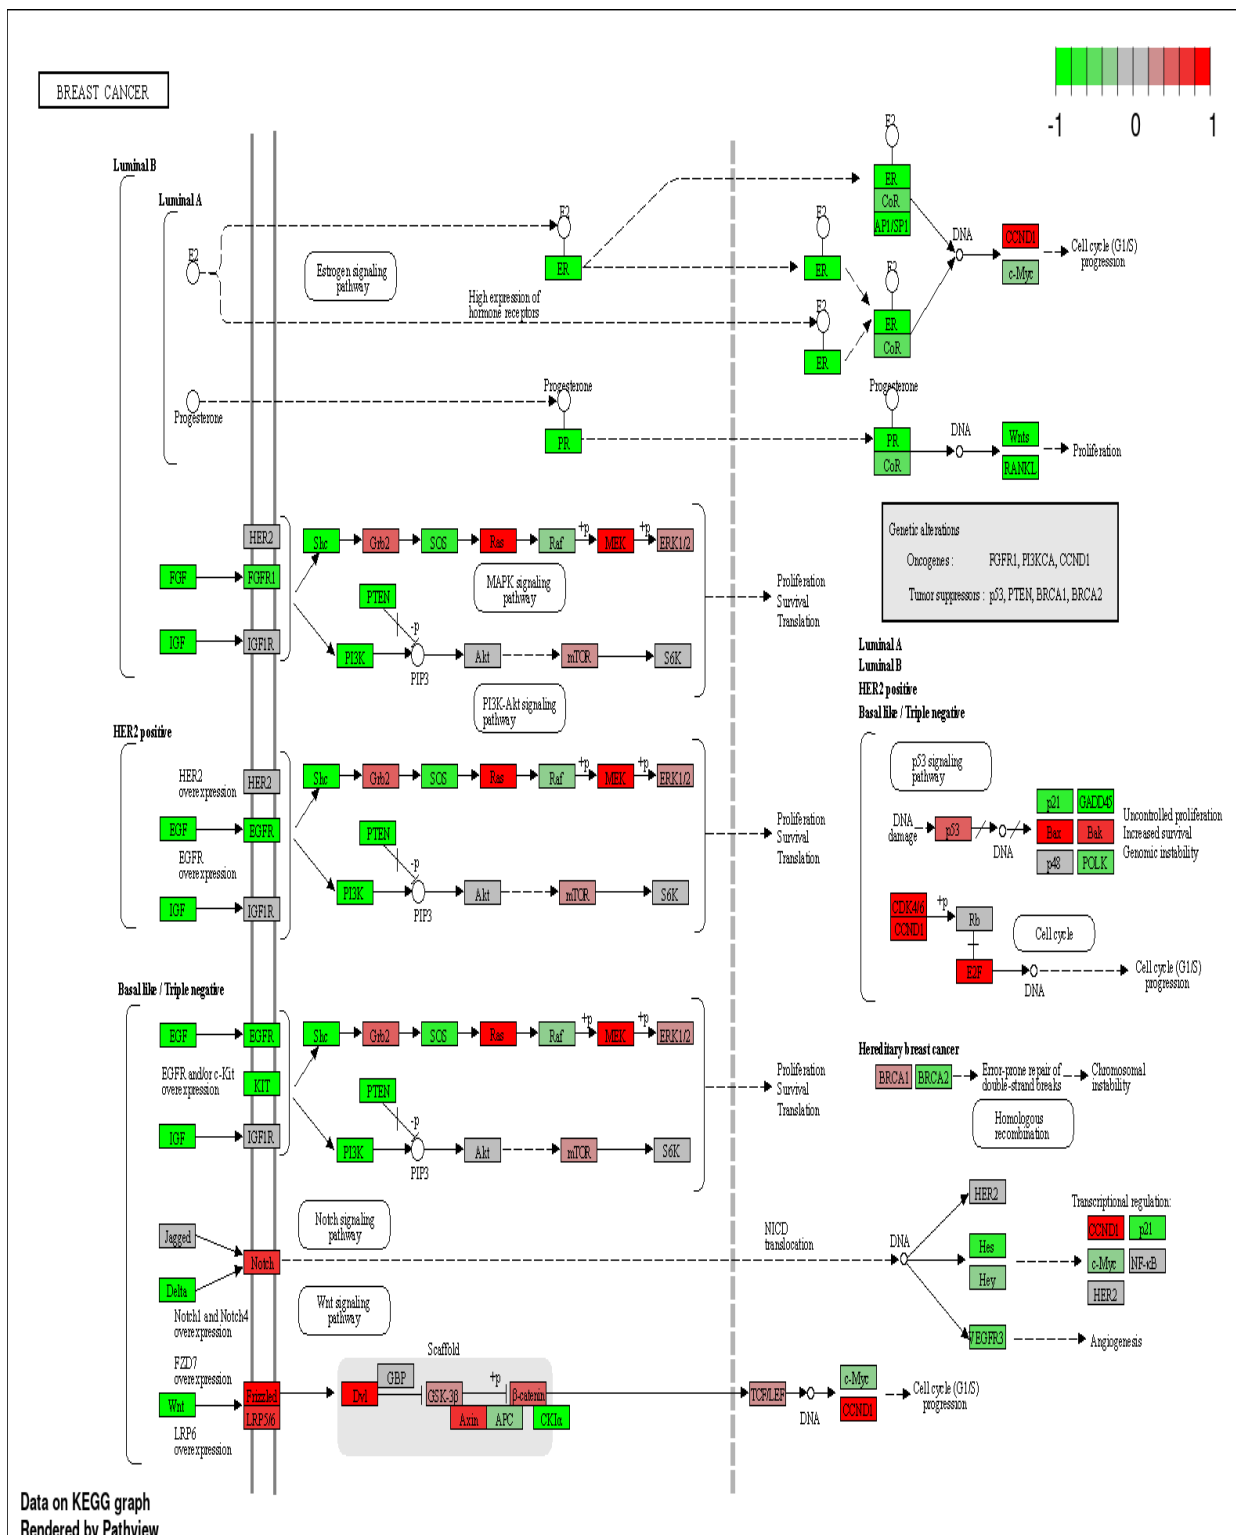 BREAST CANCER
-1 0 1
Luminal B
Luminal A
E2
E2
E2
E2
E2
E2
ER
CoR
AP1/SP1
ER
ER
ER
ER
CoR
DNA
CCND1
c-Myc
Cell cycle (G1/S)
progression
Estrogen signaling
pathway
High expression of
hormone receptors
Progesterone
Progesterone
PR
Progesterone
PR
CoR
DNA
Wnts
RANKL
Proliferation
HER2
FGF
FGFR1
IGF
IGF1R
Shc
Grb2
SOS
Ras
Raf
+p
MEK
+p
ERK1/2
MAPK signaling
pathway
PTEN
-p
PI3K
PIP3
Akt
mTOR
S6K
PI3K-Akt signaling
pathway
Proliferation
Survival
Translation
Genetic alterations
Oncogenes : FGFR1, PI3KCA, CCND1
Tumor suppressors : p53, PTEN, BRCA1, BRCA2
HER2 positive
HER2
overexpression
HER2
EGF
EGFR
EGFR
overexpression
IGF
IGF1R
Shc
Grb2
SOS
Ras
Raf
+p
MEK
+p
ERK1/2
PTEN
-p
PI3K
PIP3
Akt
mTOR
S6K
Proliferation
Survival
Translation
Luminal A
Luminal B
HER2 positive
Basal like / Triple negative
p53 signaling
pathway
DNA
damage
p53
DNA
p21
GADD45
Bax
Bak
p48
POLK
Uncontrolled proliferation
Increased survival
Genomic instability
CDK4/6
CCND1
+p
Rb
E2F
DNA
Cell cycle
Cell cycle (G1/S)
progression
Basal like / Triple negative
EGF
EGFR
EGFR and/or c-Kit
overexpression
KIT
IGF
IGF1R
Shc
Grb2
SOS
Ras
Raf
+p
MEK
+p
ERK1/2
PTEN
-p
PI3K
PIP3
Akt
mTOR
S6K
Proliferation
Survival
Translation
Hereditary breast cancer
BRCA1
BRCA2
Error-prone repair of
double-strand breaks
Chromosomal
instability
Homologous
recombination
Jagged
Delta
Notch
Notch1 and Notch4
overexpression
Notch signaling
pathway
NICD
translocation
DNA
HER2
Hes
Hey
VEGFR3
Transcriptional regulation:
CCND1
p21
c-Myc
NF-κB
HER2
Angiogenesis
Wnt signaling
pathway
FZD7
overexpression
Wnt
LRP6
overexpression
Frizzled
LRP5/6
Scaffold
Dvl
GBP
GSK-3β
+p
β-catenin
Axin
APC
CKIα
TCF/LEF
DNA
c-Myc
CCND1
Cell cycle (G1/S)
progression
Data on KEGG graph
Rendered by Pathview